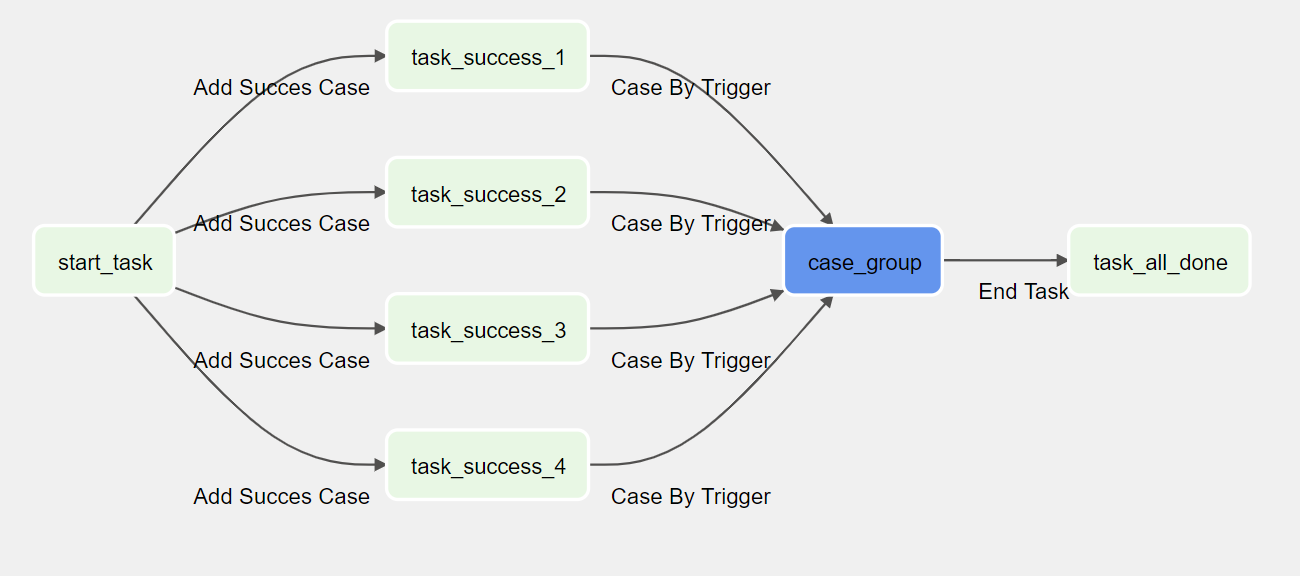 task_success_1
Add Succes Case
Case By Trigger
task_success_2
Add Succes Case
Case By Trigger
start_task
case_group
task_all_done
End Task
task_success_3
Add Succes Case
Case By Trigger
task_success_4
Add Succes Case
Case By Trigger